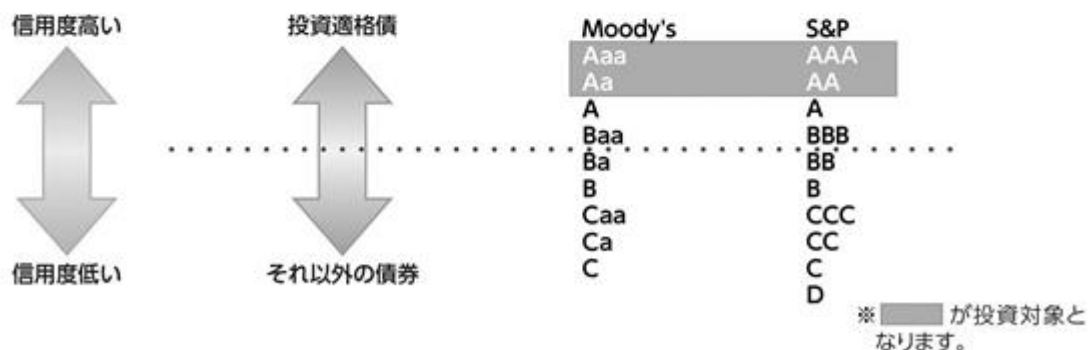 信用度高い 投資適格債 Moody's S&P
Aaa AAA
Aa AA
A A
Baa BBB
Ba BB
B B
Caa CCC
Ca CC
信用度低い それ以外の債券 C C
D
※ が投資対象と
なります。